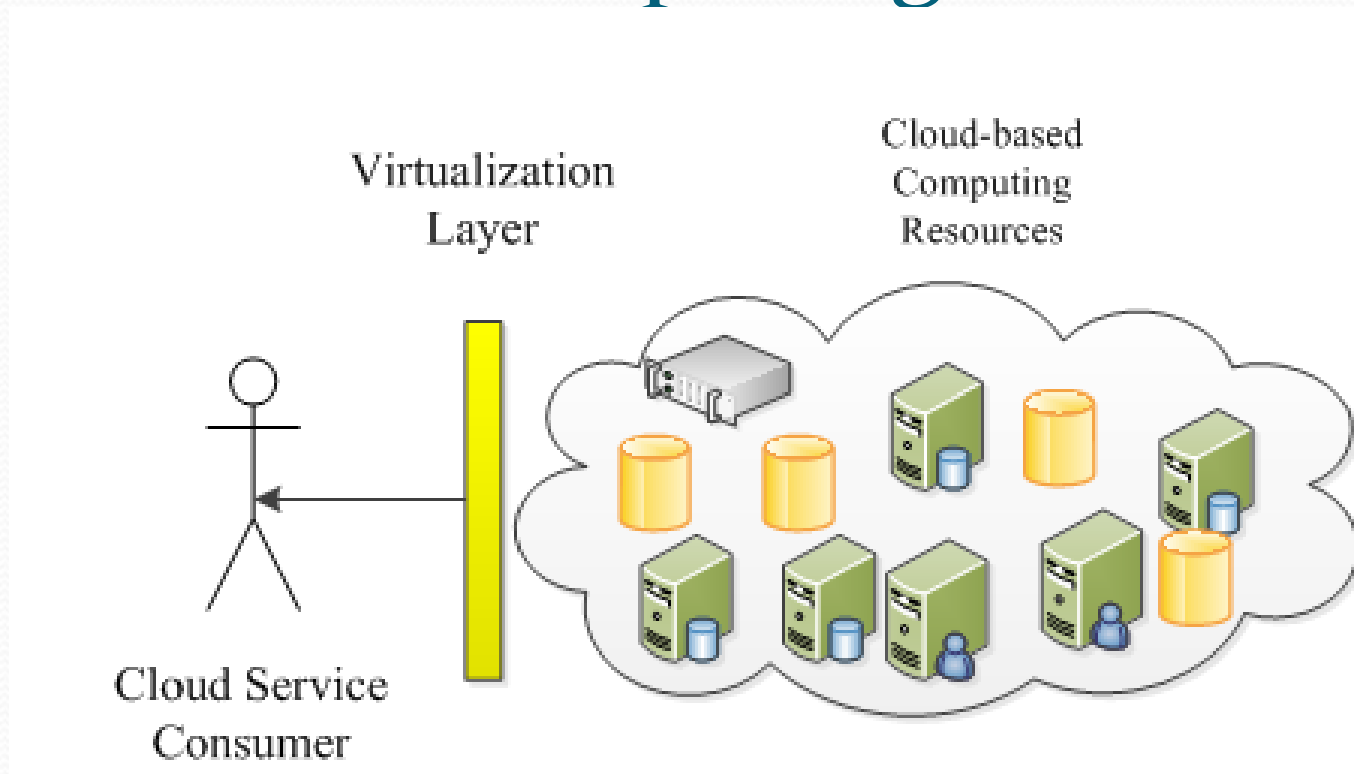 Virtualization
Layer
Cloud-based
Computing
Resources
Cloud Service
Consumer